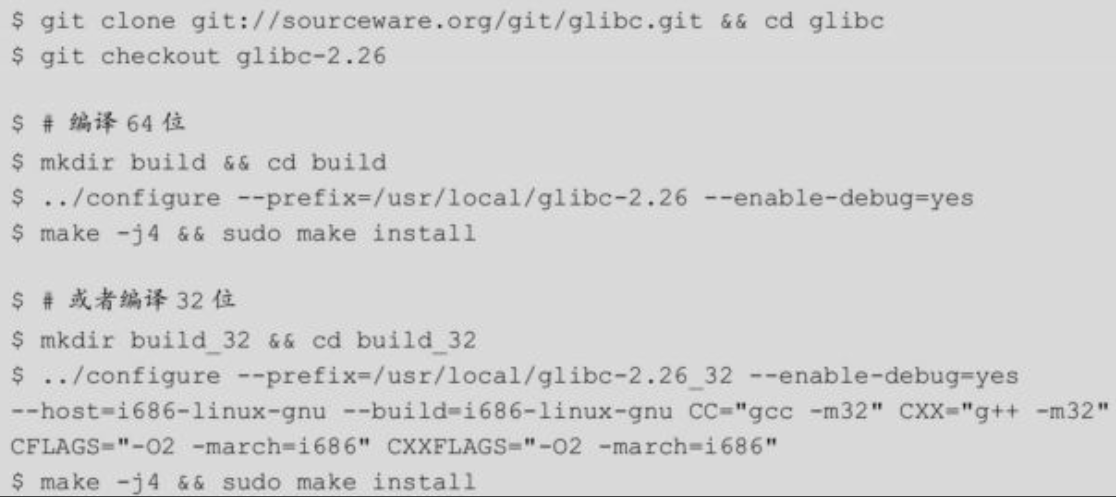 $ git clone git://sourceware.org/git/glibc.git && cd glibc
$ git checkout glibc-2.26
$ # 编译 64 位
$ mkdir build && cd build
$ ../configure --prefix=/usr/local/glibc-2.26 --enable-debug=yes
$ make -j4 && sudo make install
$ # 或者编译 32 位
$ mkdir build_32 && cd build_32
$ ../configure --prefix=/usr/local/glibc-2.26_32 --enable-debug=yes
--host=i686-linux-gnu --build=i686-linux-gnu CC="gcc -m32" CXX="g++ -m32"
CFLAGS="-O2 -march=i686" CXXFLAGS="-O2 -march=i686"
$ make -j4 && sudo make install